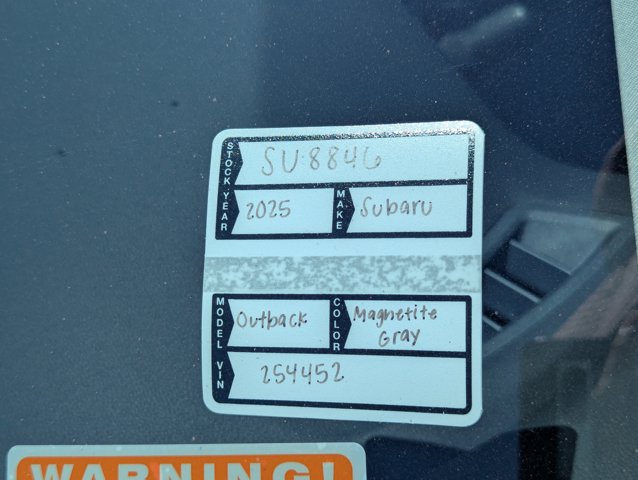 STOCK SU8846
YEAR 2025 MAKE Subaru
MODEL Outback COLOR Magnetite
Gray
VIN 254452
WARNING!